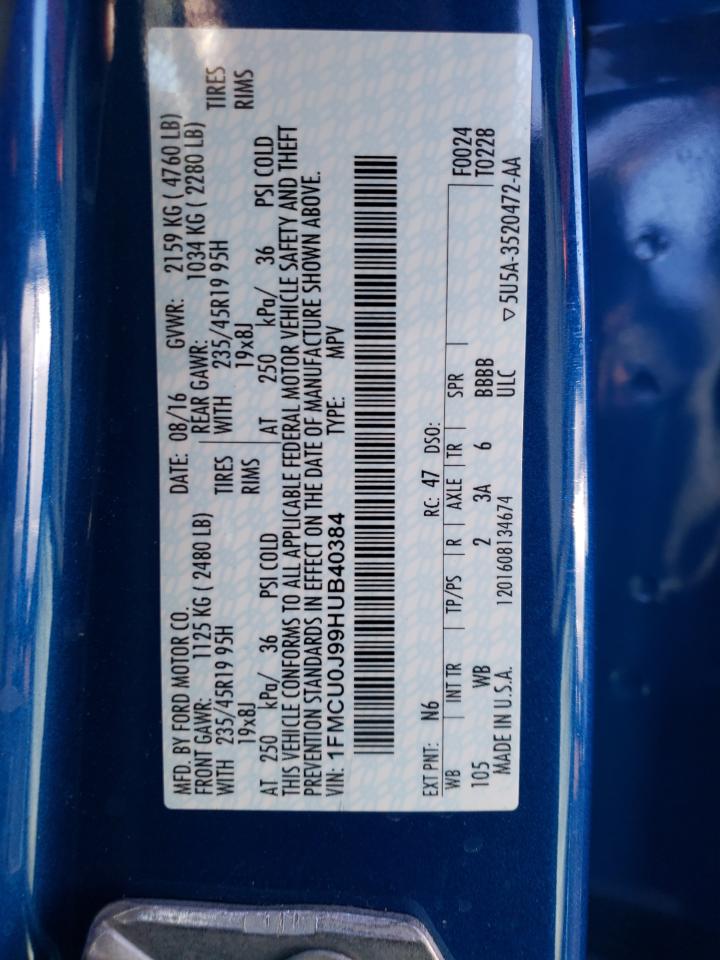 MFD. BY FORD MOTOR CO. DATE: 08/16 GVWR: 2159 KG ( 4760 LB)
FRONT GAWR: 1125 KG ( 2480 LB) REAR GAWR: 1034 KG ( 2280 LB)
WITH 235/45R19 95H TIRES WITH 235/45R19 95H TIRES
19x8J RIMS 19x8J RIMS
AT 250 kPa/ 36 PSI COLD AT 250 kPa/ 36 PSI COLD
THIS VEHICLE CONFORMS TO ALL APPLICABLE FEDERAL MOTOR VEHICLE SAFETY AND THEFT
PREVENTION STANDARDS IN EFFECT ON THE DATE OF MANUFACTURE SHOWN ABOVE.
VIN: 1FMCU0J99HUB40384 TYPE: MPV
EXT PNT: N6 RC: 47 DSO:
WB INT TR TP/PS R AXLE TR SPR F0024
105 WB 2 3A 6 BBBB T022B
MADE IN U.S.A. 1201608134674 ULC ▽5U5A-3520472-AA